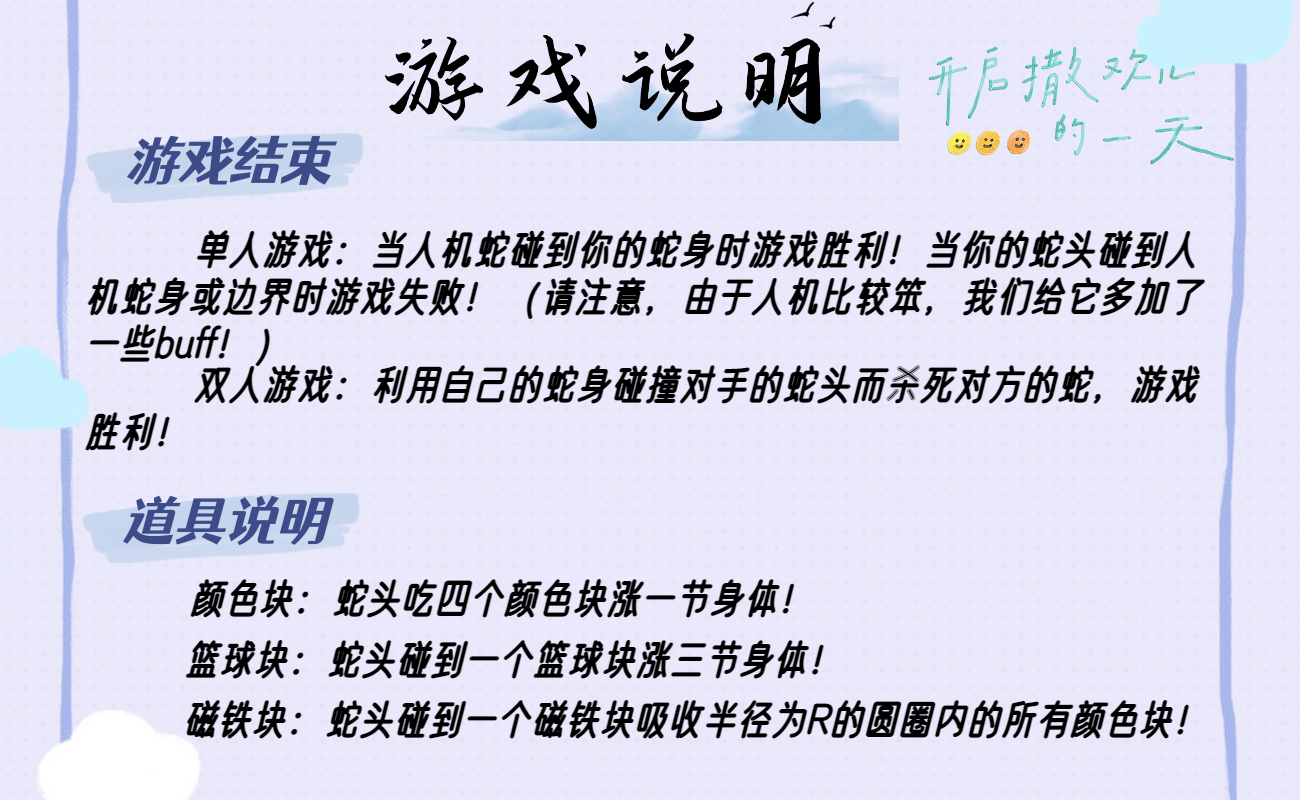 游戏说明
开启撒欢儿
的一天
游戏结束
单人游戏：当人机蛇碰到你的蛇身时游戏胜利！当你的蛇头碰到人
机蛇身或边界时游戏失败！（请注意，由于人机比较笨，我们给它多加了
一些buff！）
双人游戏：利用自己的蛇身碰撞对手的蛇头而杀死对方的蛇，游戏
胜利！
道具说明
颜色块：蛇头吃四个颜色块涨一节身体！
篮球块：蛇头碰到一个篮球块涨三节身体！
磁铁块：蛇头碰到一个磁铁块吸收半径为R的圆圈内的所有颜色块！